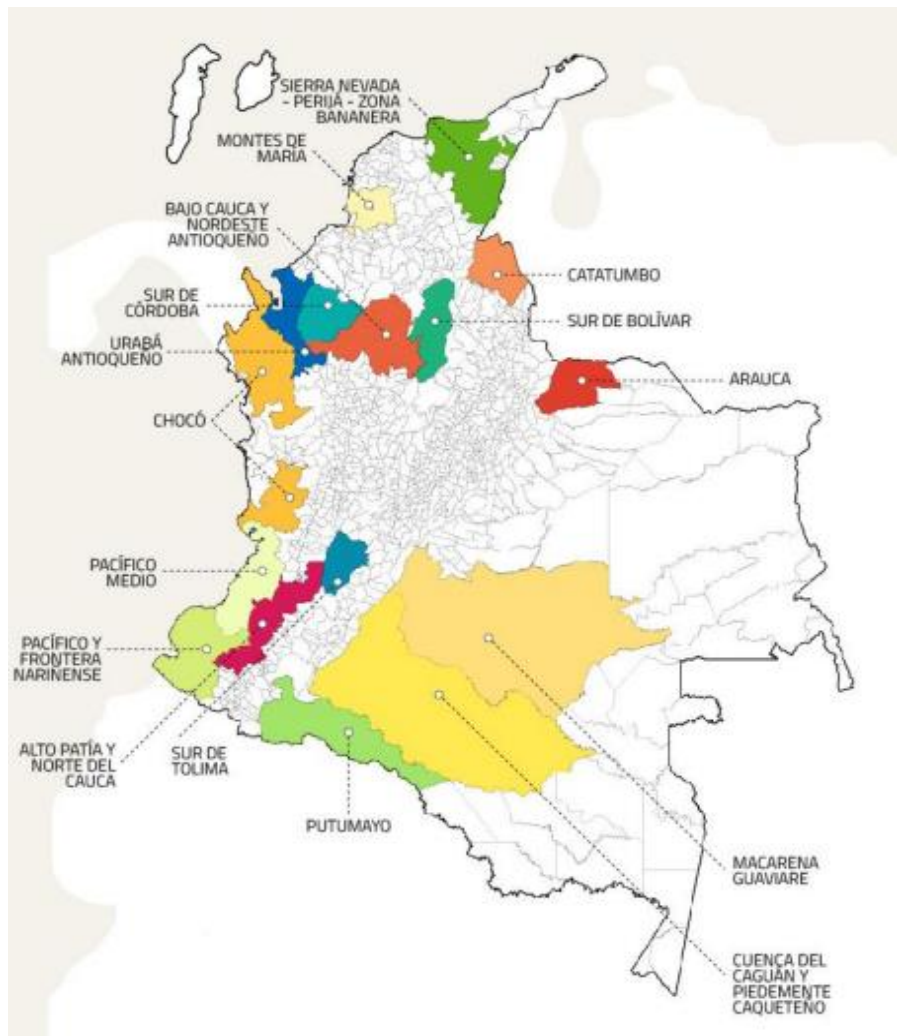 SIERRA NEVADA
- PERIJÁ - ZONA
BANANERA
MONTES DE
MARÍA
BAJO CAUCA Y
NORDESTE
ANTIOQUEÑO
CATATUMBO
SUR DE
CÓRDOBA
SUR DE BOLÍVAR
URABÁ
ANTIOQUEÑO
ARAUCA
CHOCÓ
PACÍFICO
MEDIO
PACÍFICO Y
FRONTERA
NARIÑENSE
ALTO PATÍA Y
NORTE DEL
CAUCA
SUR DE
TOLIMA
PUTUMAYO
MACARENA
GUAVIARE
CUENCA DEL
CAGUÁN Y
PIEDEMENTE
CAQUETEÑO